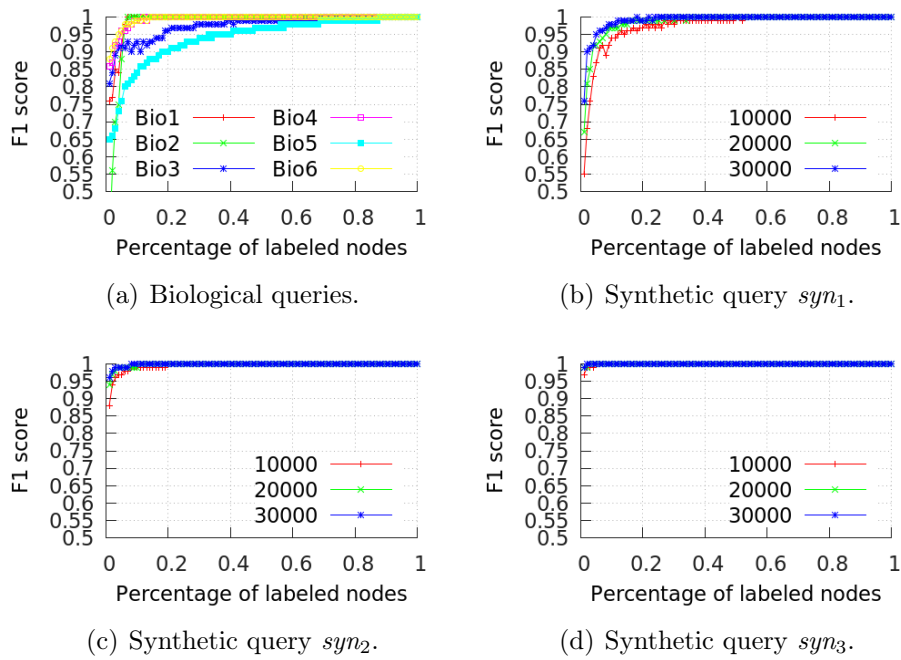 1
0.95
0.9
0.85
0.8
0.75
0.7
0.65
0.6
0.55
0.5
F1 score
Bio1
Bio2
Bio3
Bio4
Bio5
Bio6
0 0.2 0.4 0.6 0.8 1
Percentage of labeled nodes
(a) Biological queries.
1
0.95
0.9
0.85
0.8
0.75
0.7
0.65
0.6
0.55
0.5
F1 score
10000
20000
30000
0 0.2 0.4 0.6 0.8 1
Percentage of labeled nodes
(b) Synthetic query syn₁.
1
0.95
0.9
0.85
0.8
0.75
0.7
0.65
0.6
0.55
0.5
F1 score
10000
20000
30000
0 0.2 0.4 0.6 0.8 1
Percentage of labeled nodes
(c) Synthetic query syn₂.
1
0.95
0.9
0.85
0.8
0.75
0.7
0.65
0.6
0.55
0.5
F1 score
10000
20000
30000
0 0.2 0.4 0.6 0.8 1
Percentage of labeled nodes
(d) Synthetic query syn₃.